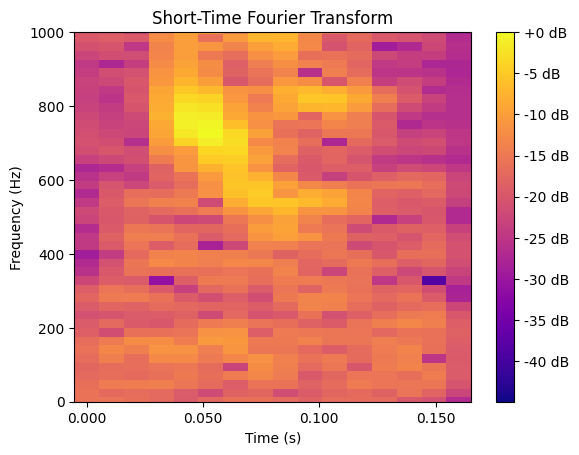 Short-Time Fourier Transform
1000
800
600
400
200
0
Frequency (Hz)
0.000
0.050
0.100
0.150
Time (s)
+0 dB
-5 dB
-10 dB
-15 dB
-20 dB
-25 dB
-30 dB
-35 dB
-40 dB